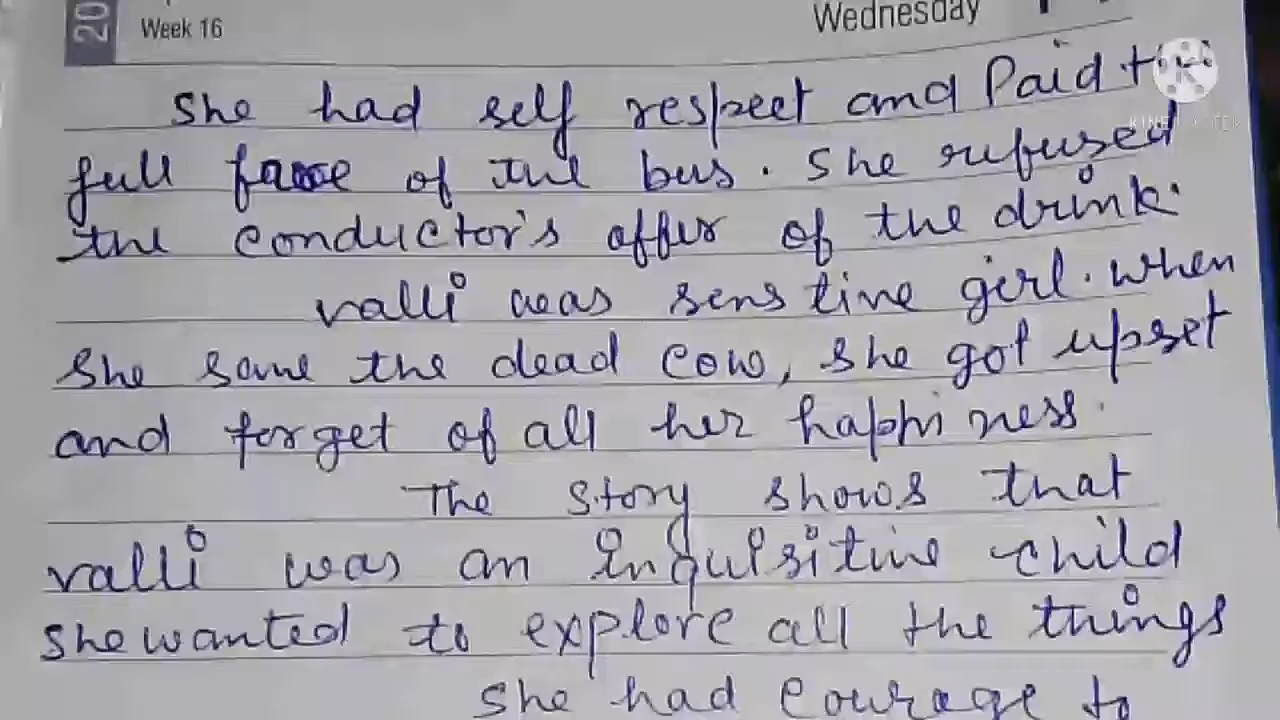 20
Week 16
Wednesday
She had self respect and Paid
full fare of the bus. She refused
the conductor's offer of the drink.
valli was sensitive girl. when
she saw the dead cow, she got upset
and forget of all her happiness.
The story shows that
valli was an inquisitive child
she wanted to explore all the things
she had courage to